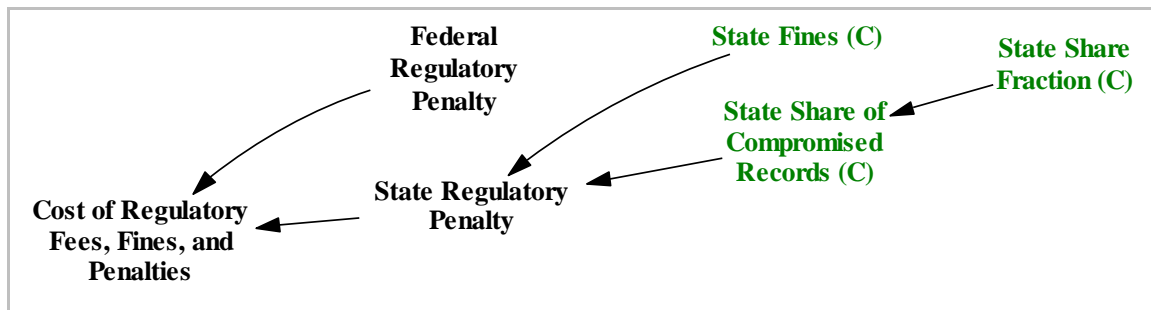 Federal
Regulatory
Penalty
State Fines (C)
State Share
Fraction (C)
State Share of
Compromised
Records (C)
State Regulatory
Penalty
Cost of Regulatory
Fees, Fines, and
Penalties